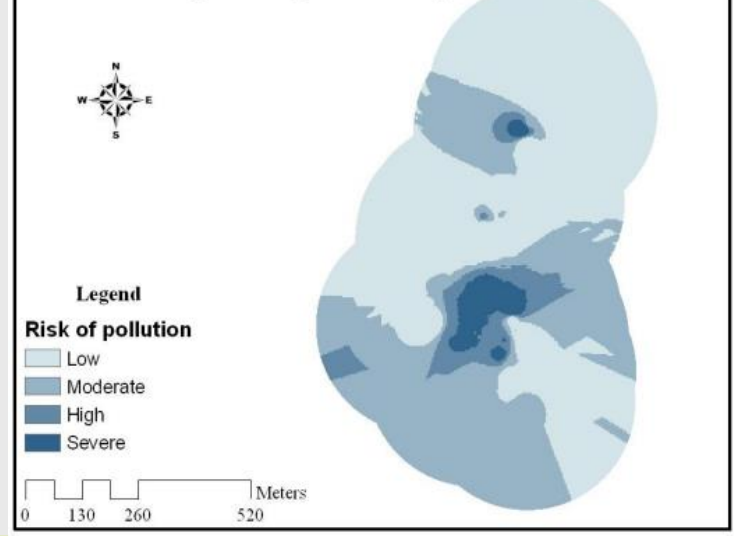 N
W E
S
Legend
Risk of pollution
Low
Moderate
High
Severe
Meters
0 130 260 520